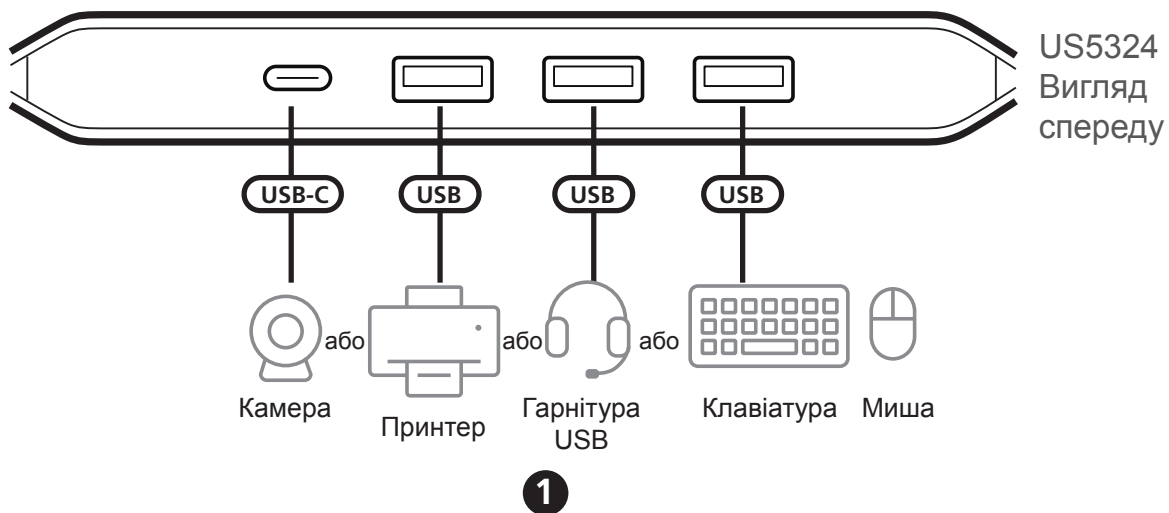 US5324
Вигляд
спереду
USB-C USB USB USB
або або або
Камера Принтер Гарнітура USB Клавіатура Миша
1